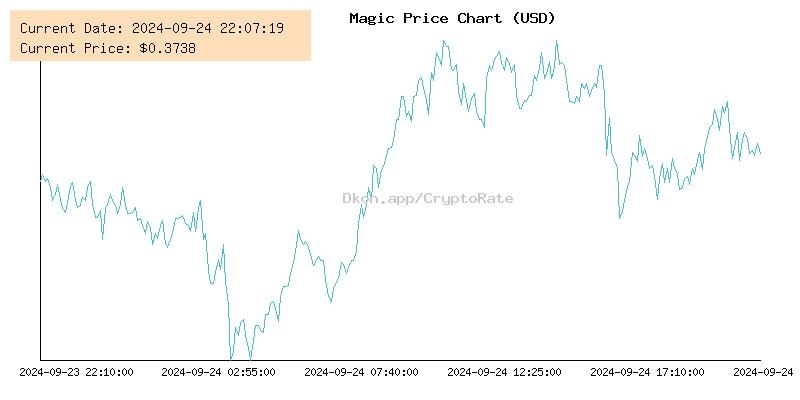 Magic Price Chart (USD)
Current Date: 2024-09-24 22:07:19
Current Price: $0.3738
Dkon.app/CryptoRate
2024-09-23 22:10:00 2024-09-24 02:55:00 2024-09-24 07:40:00 2024-09-24 12:25:00 2024-09-24 17:10:00 2024-09-24